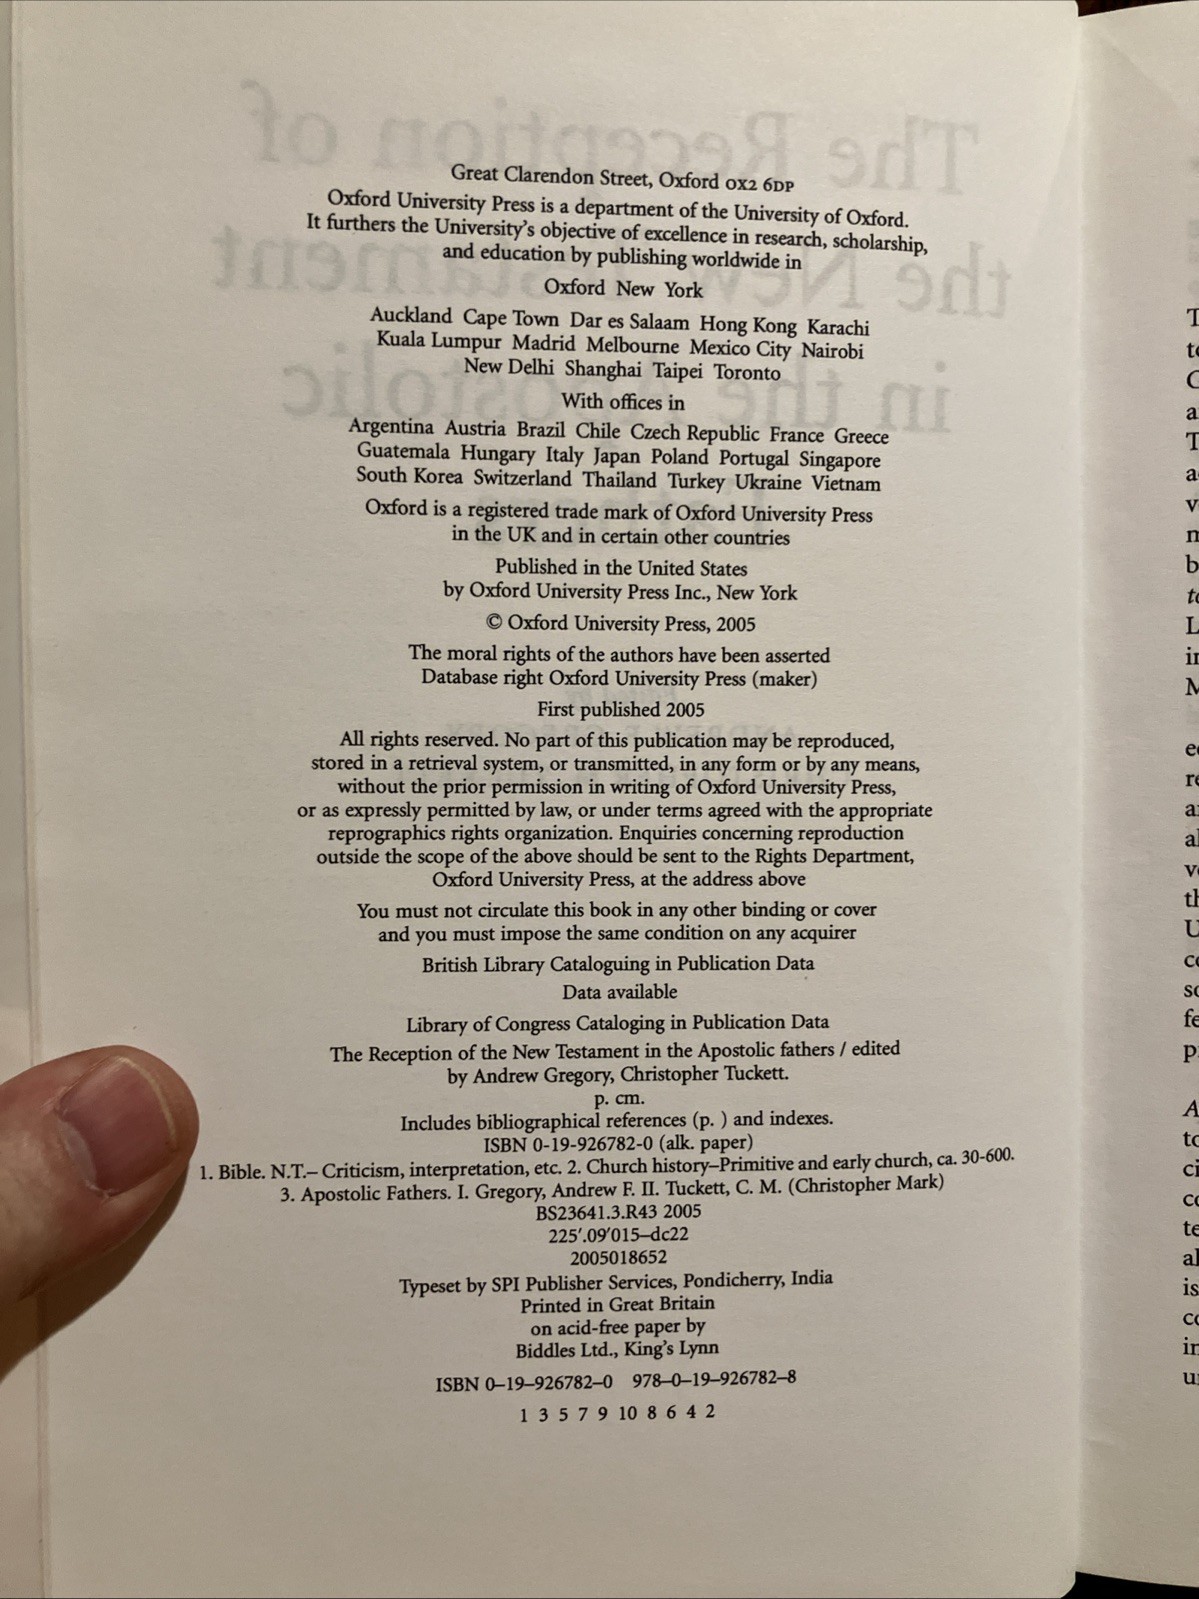 Great Clarendon Street, Oxford OX2 6DP
Oxford University Press is a department of the University of Oxford.
It furthers the University's objective of excellence in research, scholarship,
and education by publishing worldwide in
Oxford New York
Auckland Cape Town Dar es Salaam Hong Kong Karachi
Kuala Lumpur Madrid Melbourne Mexico City Nairobi
New Delhi Shanghai Taipei Toronto
With offices in
Argentina Austria Brazil Chile Czech Republic France Greece
Guatemala Hungary Italy Japan Poland Portugal Singapore
South Korea Switzerland Thailand Turkey Ukraine Vietnam
Oxford is a registered trade mark of Oxford University Press
in the UK and in certain other countries
Published in the United States
by Oxford University Press Inc., New York
© Oxford University Press, 2005
The moral rights of the authors have been asserted
Database right Oxford University Press (maker)
First published 2005
All rights reserved. No part of this publication may be reproduced,
stored in a retrieval system, or transmitted, in any form or by any means,
without the prior permission in writing of Oxford University Press,
or as expressly permitted by law, or under terms agreed with the appropriate
reprographics rights organization. Enquiries concerning reproduction
outside the scope of the above should be sent to the Rights Department,
Oxford University Press, at the address above
You must not circulate this book in any other binding or cover
and you must impose the same condition on any acquirer
British Library Cataloguing in Publication Data
Data available
Library of Congress Cataloging in Publication Data
The Reception of the New Testament in the Apostolic fathers / edited
by Andrew Gregory, Christopher Tuckett.
p. cm.
Includes bibliographical references (p. ) and indexes.
ISBN 0-19-926782-0 (alk. paper)
1. Bible. N.T.– Criticism, interpretation, etc. 2. Church history–Primitive and early church, ca. 30-600.
3. Apostolic Fathers. I. Gregory, Andrew F. II. Tuckett, C. M. (Christopher Mark)
BS23641.3.R43 2005
225′.09′015–dc22
2005018652
Typeset by SPI Publisher Services, Pondicherry, India
Printed in Great Britain
on acid-free paper by
Biddles Ltd., King's Lynn
ISBN 0–19–926782–0 978–0–19–926782–8
1 3 5 7 9 10 8 6 4 2